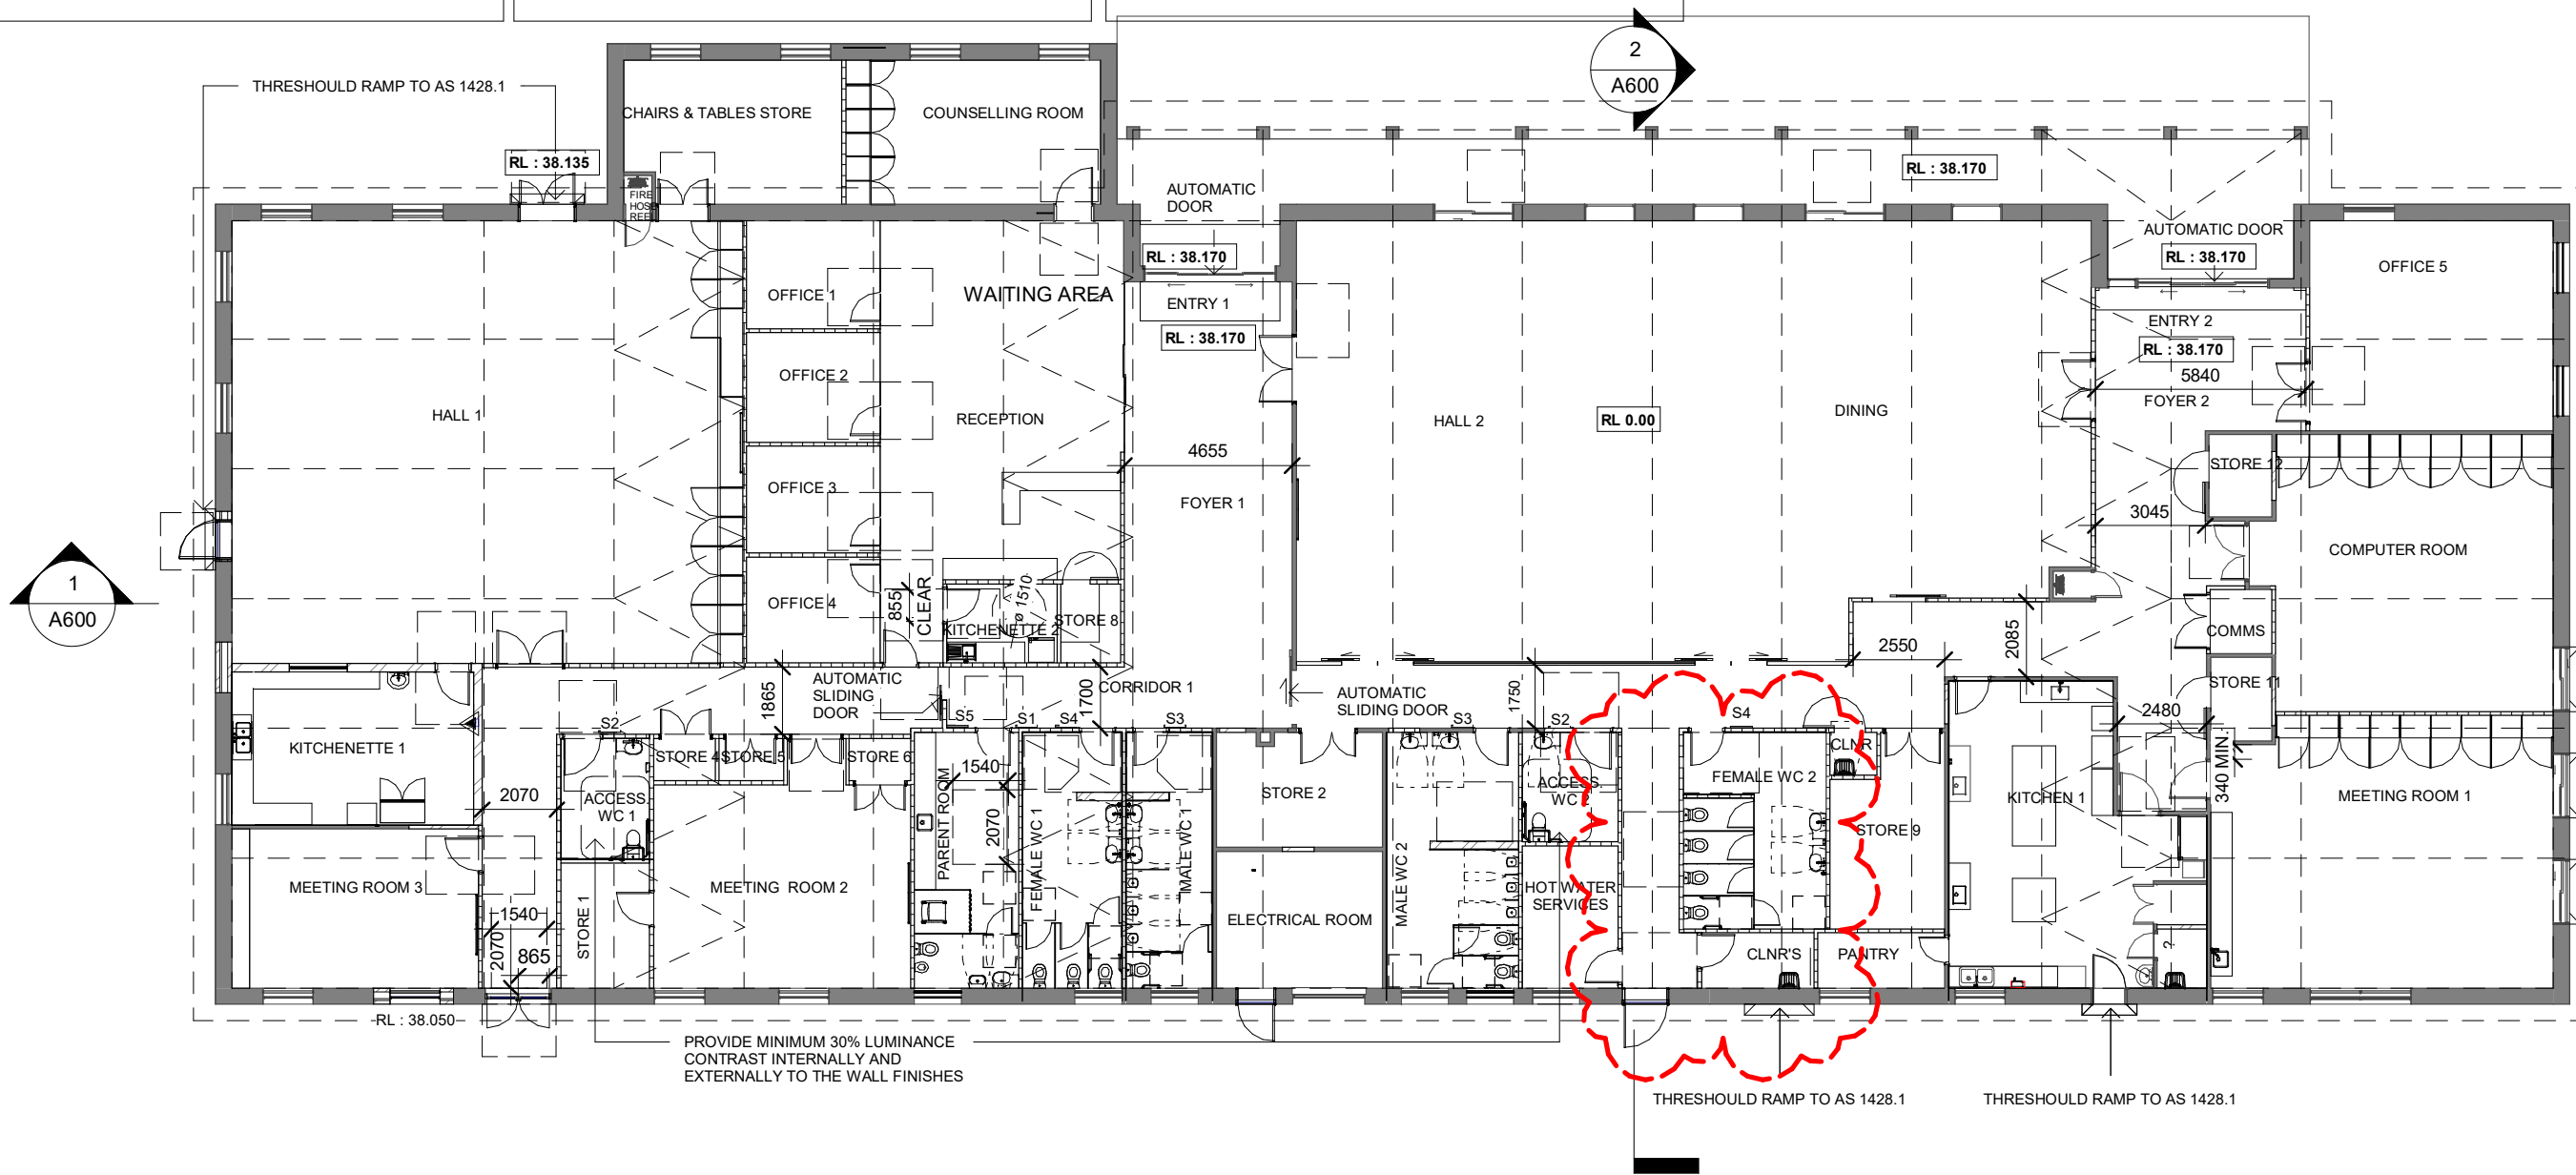 2
A600
THRESHOULD RAMP TO AS 1428.1
CHAIRS & TABLES STORE
COUNSELLING ROOM
RL : 38.135
RL : 38.170
FIRE
HOSE
REEL
AUTOMATIC
DOOR
RL : 38.170
AUTOMATIC DOOR
RL : 38.170
OFFICE 5
OFFICE 1
WAITING AREA
ENTRY 1
RL : 38.170
ENTRY 2
RL : 38.170
5840
FOYER 2
OFFICE 2
HALL 1
RECEPTION
HALL 2
RL 0.00
DINING
4655
STORE 12
OFFICE 3
FOYER 1
3045
COMPUTER ROOM
1
A600
OFFICE 4
855
CLEAR
ø 1510
KITCHENETTE 2
STORE 8
COMMS
2085
2550
STORE 11
1865
AUTOMATIC
SLIDING
DOOR
1700
CORRIDOR 1
AUTOMATIC
SLIDING DOOR
1750
S2
S5
S1
S4
S3
S3
S2
S4
2480
KITCHENETTE 1
STORE 4
STORE 5
STORE 6
CLNR
340 MIN.
2070
ACCESS.
WC 1
PARENT ROOM
1540
2070
FEMALE WC 1
MALE WC 1
STORE 2
MALE WC 2
ACCESS.
WC 2
FEMALE WC 2
STORE 9
KITCHEN 1
MEETING ROOM 1
MEETING ROOM 3
MEETING ROOM 2
HOT WATER
SERVICES
1540
2070
865
STORE 1
ELECTRICAL ROOM
CLNR'S
PANTRY
?
RL : 38.050
PROVIDE MINIMUM 30% LUMINANCE
CONTRAST INTERNALLY AND
EXTERNALLY TO THE WALL FINISHES
THRESHOULD RAMP TO AS 1428.1
THRESHOULD RAMP TO AS 1428.1